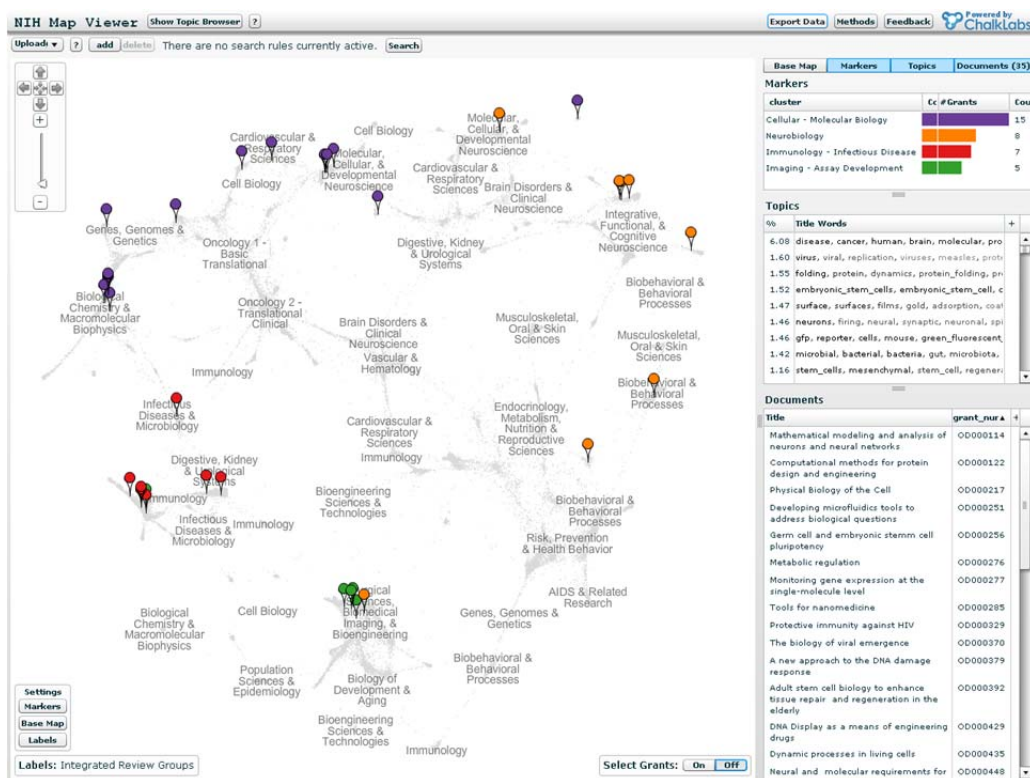 NIH Map Viewer Show Topic Browser ?
Export Data Methods Feedback Powered by ChalkLabs
Upload: ? add delete There are no search rules currently active. Search
Base Map Markers Topics Documents (35)
Markers
cluster Cc #Grants Cou
Cellular - Molecular Biology 15
Neurobiology 8
Immunology - Infectious Disease 7
Imaging - Assay Development 5
Topics
% Title Words +
6.08 disease, cancer, human, brain, molecular, pro
1.60 virus, viral, replication, viruses, measles, prote
1.55 folding, protein, dynamics, protein_folding, pr
1.52 embryonic_stem_cells, embryonic_stem_cell, c
1.47 surface, surfaces, films, gold, adsorption, coat
1.46 neurons, firing, neural, synaptic, neuronal, spi
1.46 gfp, reporter, cells, mouse, green_fluorescent_
1.42 microbial, bacterial, bacteria, gut, microbiota,
1.16 stem_cells, mesenchymal, stem_cell, regenera
Documents
Title grant_nur +
Mathematical modeling and analysis of OD000114
neurons and neural networks
Computational methods for protein OD000122
design and engineering
Physical Biology of the Cell OD000217
Developing microfluidics tools to OD000251
address biological questions
Germ cell and embryonic stemm cell OD000256
pluripotency
Metabolic regulation OD000276
Monitoring gene expression at the OD000277
single-molecule level
Tools for nanomedicine OD000285
Protective immunity against HIV OD000329
The biology of viral emergence OD000370
A new approach to the DNA damage OD000379
response
Adult stem cell biology to enhance OD000392
tissue repair and regeneration in the
elderly
DNA Display as a means of engineering OD000429
drugs
Dynamic processes in living cells OD000435
Neural and molecular requirements for OD000448
Cardiovascular &
Respiratory
Sciences
Cell Biology
Molecular,
Cellular, &
Developmental
Neuroscience
Molecular,
Cellular, &
Developmental
Neuroscience
Cell Biology
Cardiovascular &
Respiratory
Sciences
Brain Disorders &
Clinical
Neuroscience
Genes, Genomes &
Genetics
Oncology 1 -
Basic
Translational
Digestive, Kidney
& Urological
Systems
Integrative,
Functional, &
Cognitive
Neuroscience
Biobehavioral &
Behavioral
Processes
Biological
Chemistry &
Macromolecular
Biophysics
Oncology 2 -
Translational
Clinical
Brain Disorders &
Clinical
Neuroscience
Musculoskeletal,
Oral & Skin
Sciences
Musculoskeletal,
Oral & Skin
Sciences
Vascular &
Hematology
Immunology
Biobehavioral &
Behavioral
Processes
Infectious
Diseases &
Microbiology
Cardiovascular &
Respiratory
Sciences
Endocrinology,
Metabolism,
Nutrition &
Reproductive
Sciences
Immunology
Digestive, Kidney
& Urological
Systems
Immunology
Bioengineering
Sciences &
Technologies
Biobehavioral &
Behavioral
Processes
Infectious
Diseases &
Microbiology
Immunology
Risk, Prevention
& Health Behavior
AIDS & Related
Research
Sciences,
Biomedical
Imaging, &
Bioengineering
Biological
Chemistry &
Macromolecular
Biophysics
Cell Biology
Genes, Genomes &
Genetics
Population
Sciences &
Epidemiology
Biology of
Development &
Aging
Biobehavioral &
Behavioral
Processes
Bioengineering
Sciences &
Technologies
Immunology
Settings
Markers
Base Map
Labels
Labels: Integrated Review Groups
Select Grants: On Off